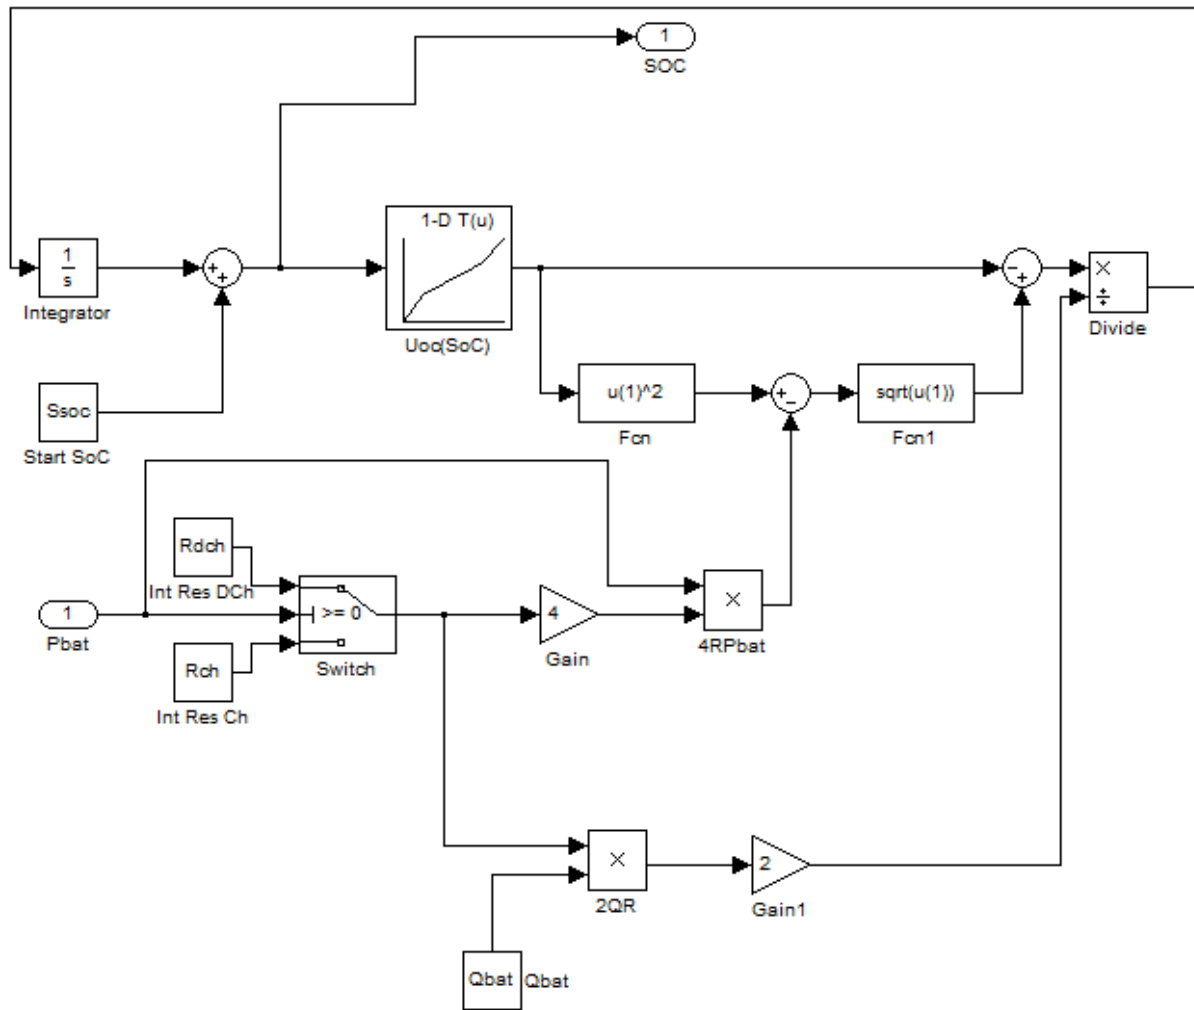 1
SOC
1-D T(u)
Uoc(SoC)
1
s
Integrator
+
+
-
+
×
÷
Divide
Ssoc
Start SoC
u(1)^2
Fcn
+
-
sqrt(u(1))
Fcn1
Rdch
Int Res DCh
1
Pbat
>= 0
Switch
Rch
Int Res Ch
4
Gain
×
4RPbat
×
2QR
2
Gain1
Qbat
Qbat